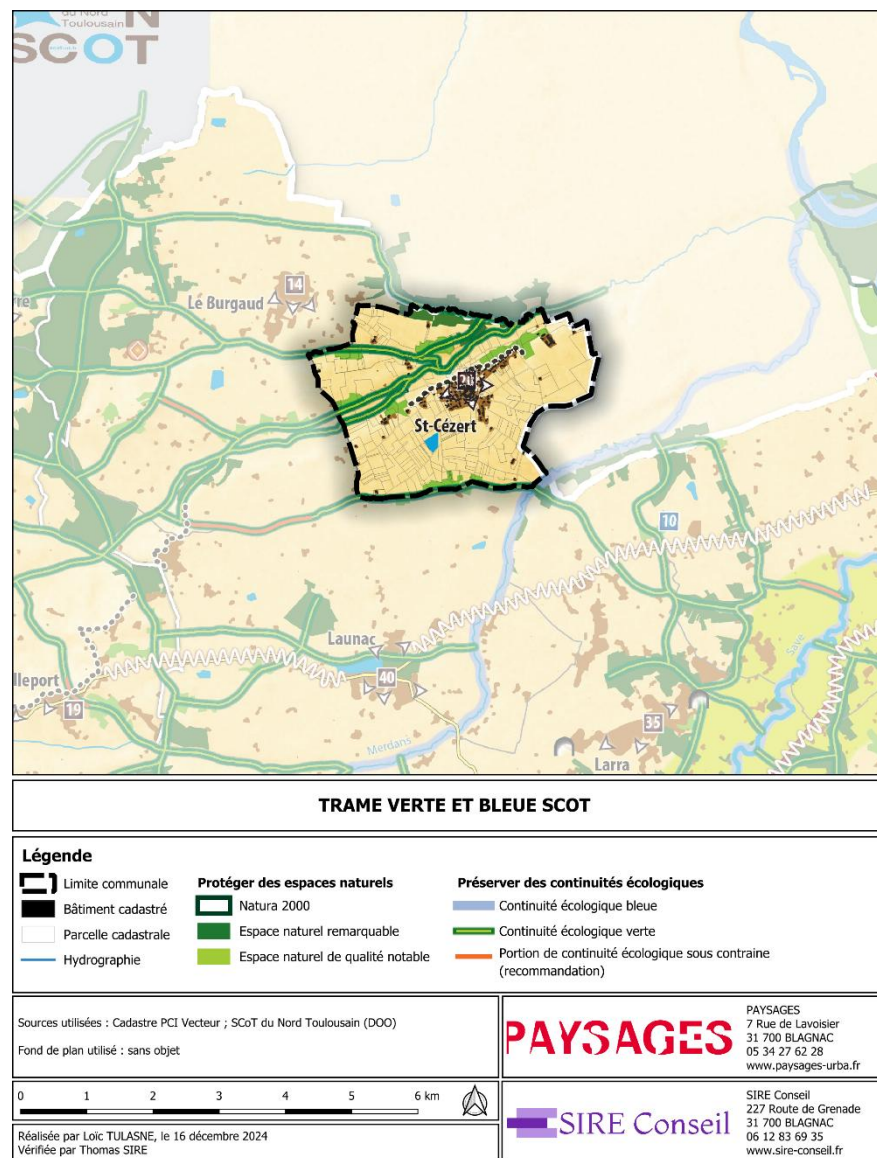 du Nord
Toulousain N
SCOT
Le Burgaud
14
St-Cézert
10
Launac
40
lleport
19
Merdans
35
Larra
Save
TRAME VERTE ET BLEUE SCOT
Légende
Limite communale
Bâtiment cadastré
Parcelle cadastrale
Hydrographie
Protéger des espaces naturels
Natura 2000
Espace naturel remarquable
Espace naturel de qualité notable
Préserver des continuités écologiques
Continuité écologique bleue
Continuité écologique verte
Portion de continuité écologique sous contraine
(recommandation)
Sources utilisées : Cadastre PCI Vecteur ; SCoT du Nord Toulousain (DOO)
Fond de plan utilisé : sans objet
PAYSAGES
PAYSAGES
7 Rue de Lavoisier
31 700 BLAGNAC
05 34 27 62 28
www.paysages-urba.fr
0 1 2 3 4 5 6 km
Réalisée par Loïc TULASNE, le 16 décembre 2024
Vérifiée par Thomas SIRE
SIRE Conseil
SIRE Conseil
227 Route de Grenade
31 700 BLAGNAC
06 12 83 69 35
www.sire-conseil.fr